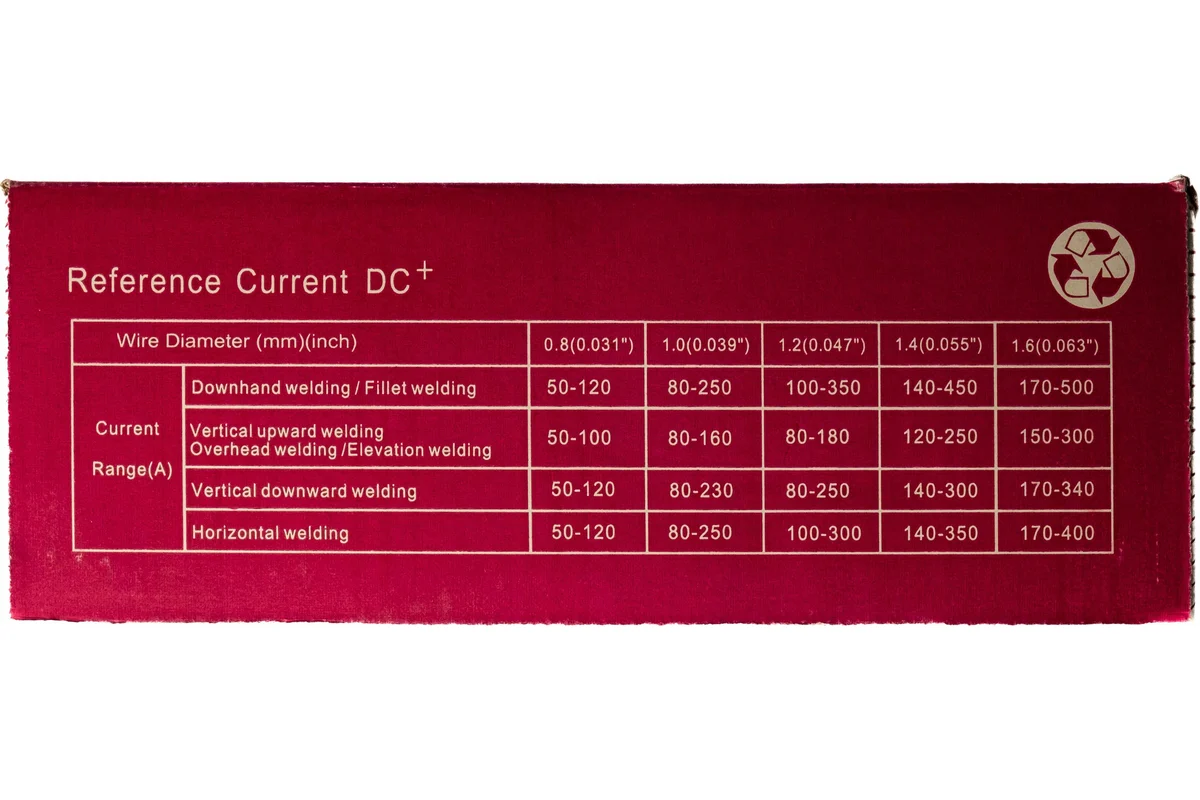 Reference Current DC+
Wire Diameter (mm)(inch) 0.8(0.031") 1.0(0.039") 1.2(0.047") 1.4(0.055") 1.6(0.063")
Current Range(A)
Downhand welding / Fillet welding 50-120 80-250 100-350 140-450 170-500
Vertical upward welding
Overhead welding /Elevation welding 50-100 80-160 80-180 120-250 150-300
Vertical downward welding 50-120 80-230 80-250 140-300 170-340
Horizontal welding 50-120 80-250 100-300 140-350 170-400